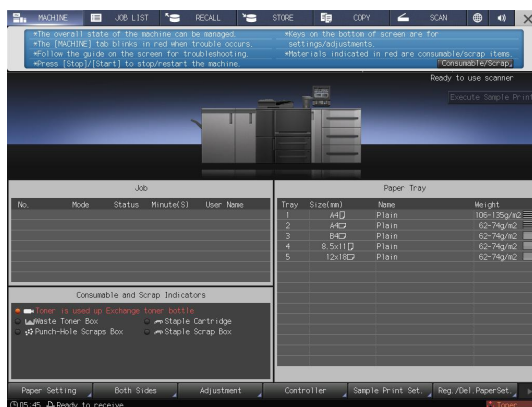 MACHINE JOB LIST RECALL STORE COPY SCAN
*The overall state of the machine can be managed.
*The [MACHINE] tab blinks in red when trouble occurs.
*Follow the guide on the screen for troubleshooting.
*Press [Stop]/[Start] to stop/restart the machine.
*Keys on the bottom of screen are for
settings/adjustments.
*Materials indicated in red are consumable/scrap items.
Consumable/Scrap
Ready to use scanner
Execute Sample Print
Job
No. Mode Status Minute(S) User Name
Paper Tray
Tray Size(mm) Name Weight
1 A4 Plain 106-135g/m2
2 A4 Plain 62-74g/m2
3 B4 Plain 62-74g/m2
4 8.5x11 Plain 62-74g/m2
5 12x18 Plain 62-74g/m2
Consumable and Scrap Indicators
Toner is used up Exchange toner bottle
Waste Toner Box Staple Cartridge
Punch-Hole Scraps Box Staple Scrap Box
Paper Setting Both Sides Adjustment Controller Sample Print Set. Reg./Del.PaperSet.
05:45 Ready to receive Toner